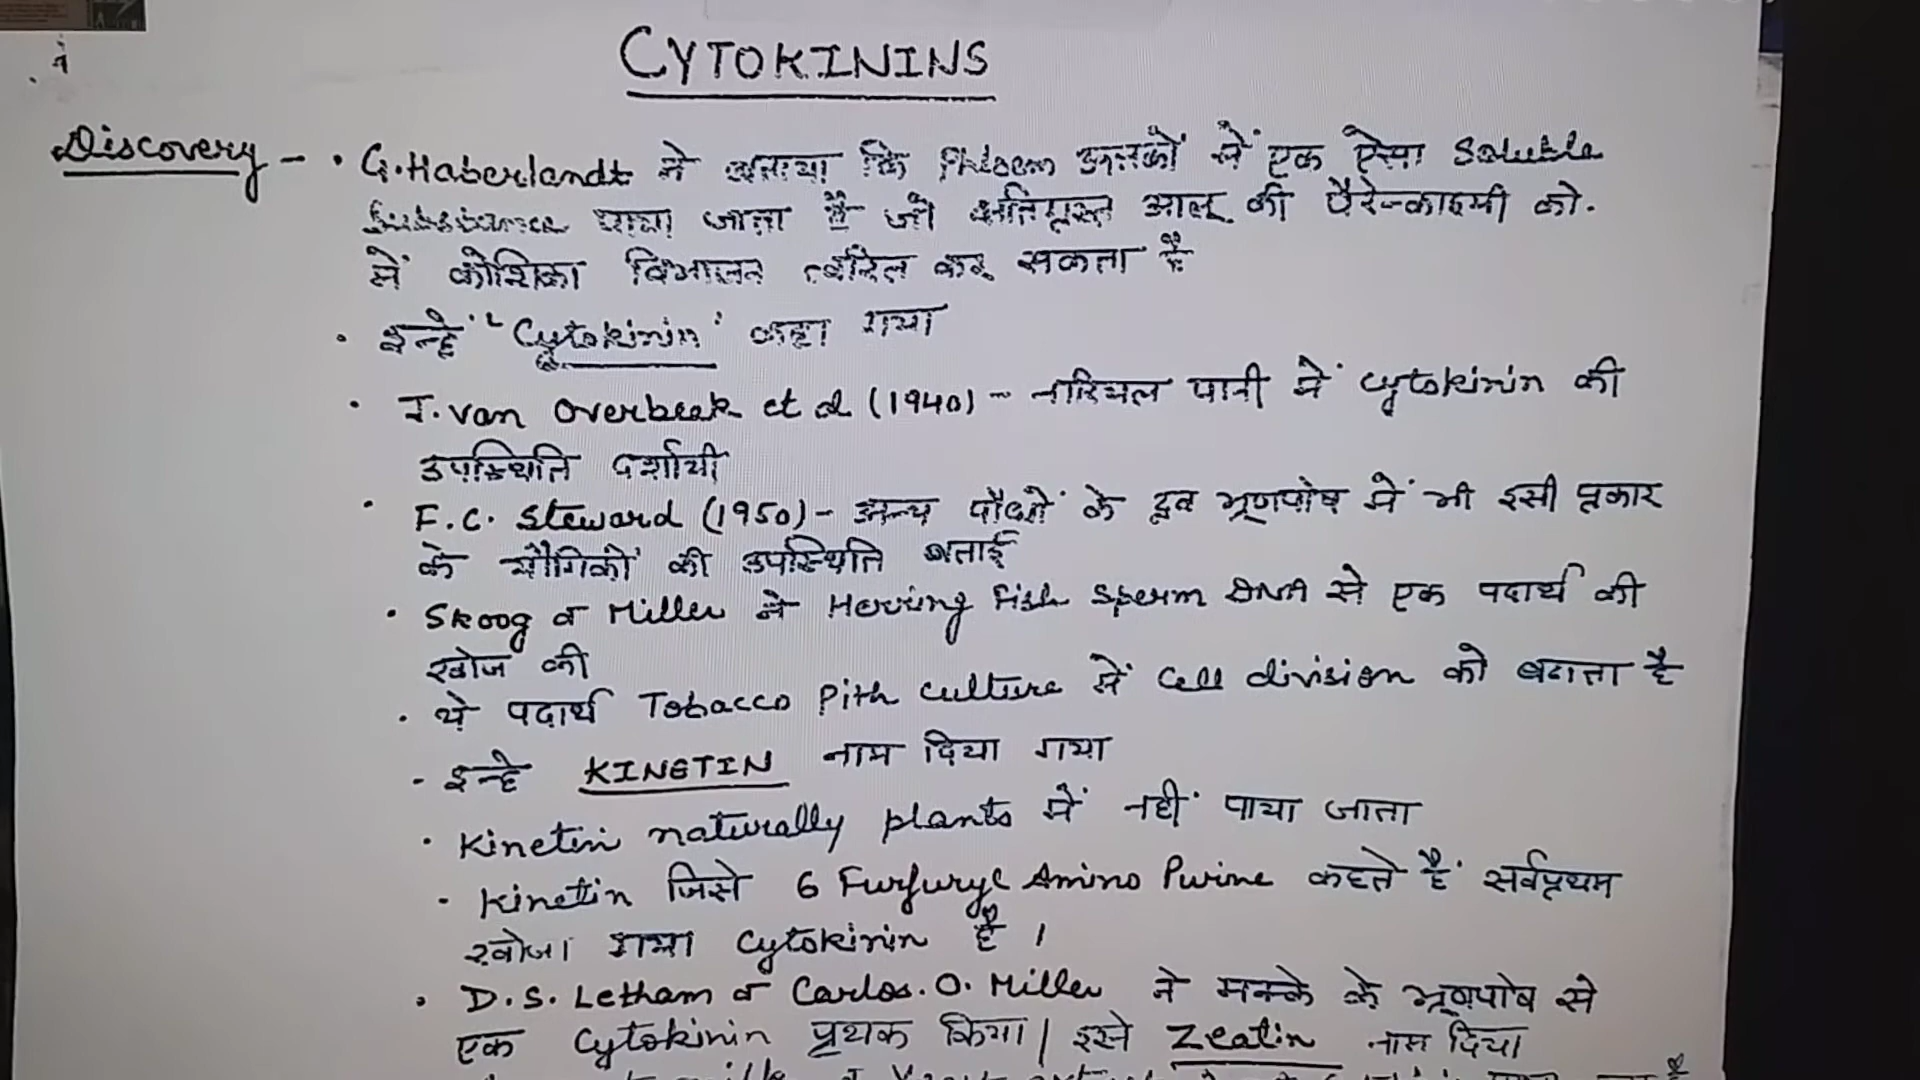 CYTOKININS
Discovery - • G.Haberlandt ने बताया कि Phloem ऊतकों में एक ऐसा Soluble
Substance पाया जाता है जो क्षतिग्रस्त आलू की पैरेन्काइमी को.
में कोशिका विभाजन त्वरित कर सकता है
• इन्हे "Cytokinin' कहा गया
• J.van Overbeek et al (1940) - नारियल पानी में cytokinin की
उपस्थिति दर्शायी
• F.C. Steward (1950) - अन्य पौधों के द्रव भ्रूणपोष में भी इसी प्रकार
के यौगिकों की उपस्थिति बताई
• Skoog & Miller ने Herring fish sperm DNA से एक पदार्थ की
खोज की
• ये पदार्थ Tobacco Pith culture में Cell division को बढाता है
- इन्हे KINETIN नाम दिया गया
• Kinetin naturally plants में नहीं पाया जाता
- Kinetin जिसे 6 Furfuryl Amino Purine कहते हैं सर्वप्रथम
खोजा गया Cytokinin है ।
• D.S. Letham & Carlos.O. Miller ने मक्के के भ्रूणपोष से
एक Cytokinin पृथक किया | इसे Zeatin नाम दिया